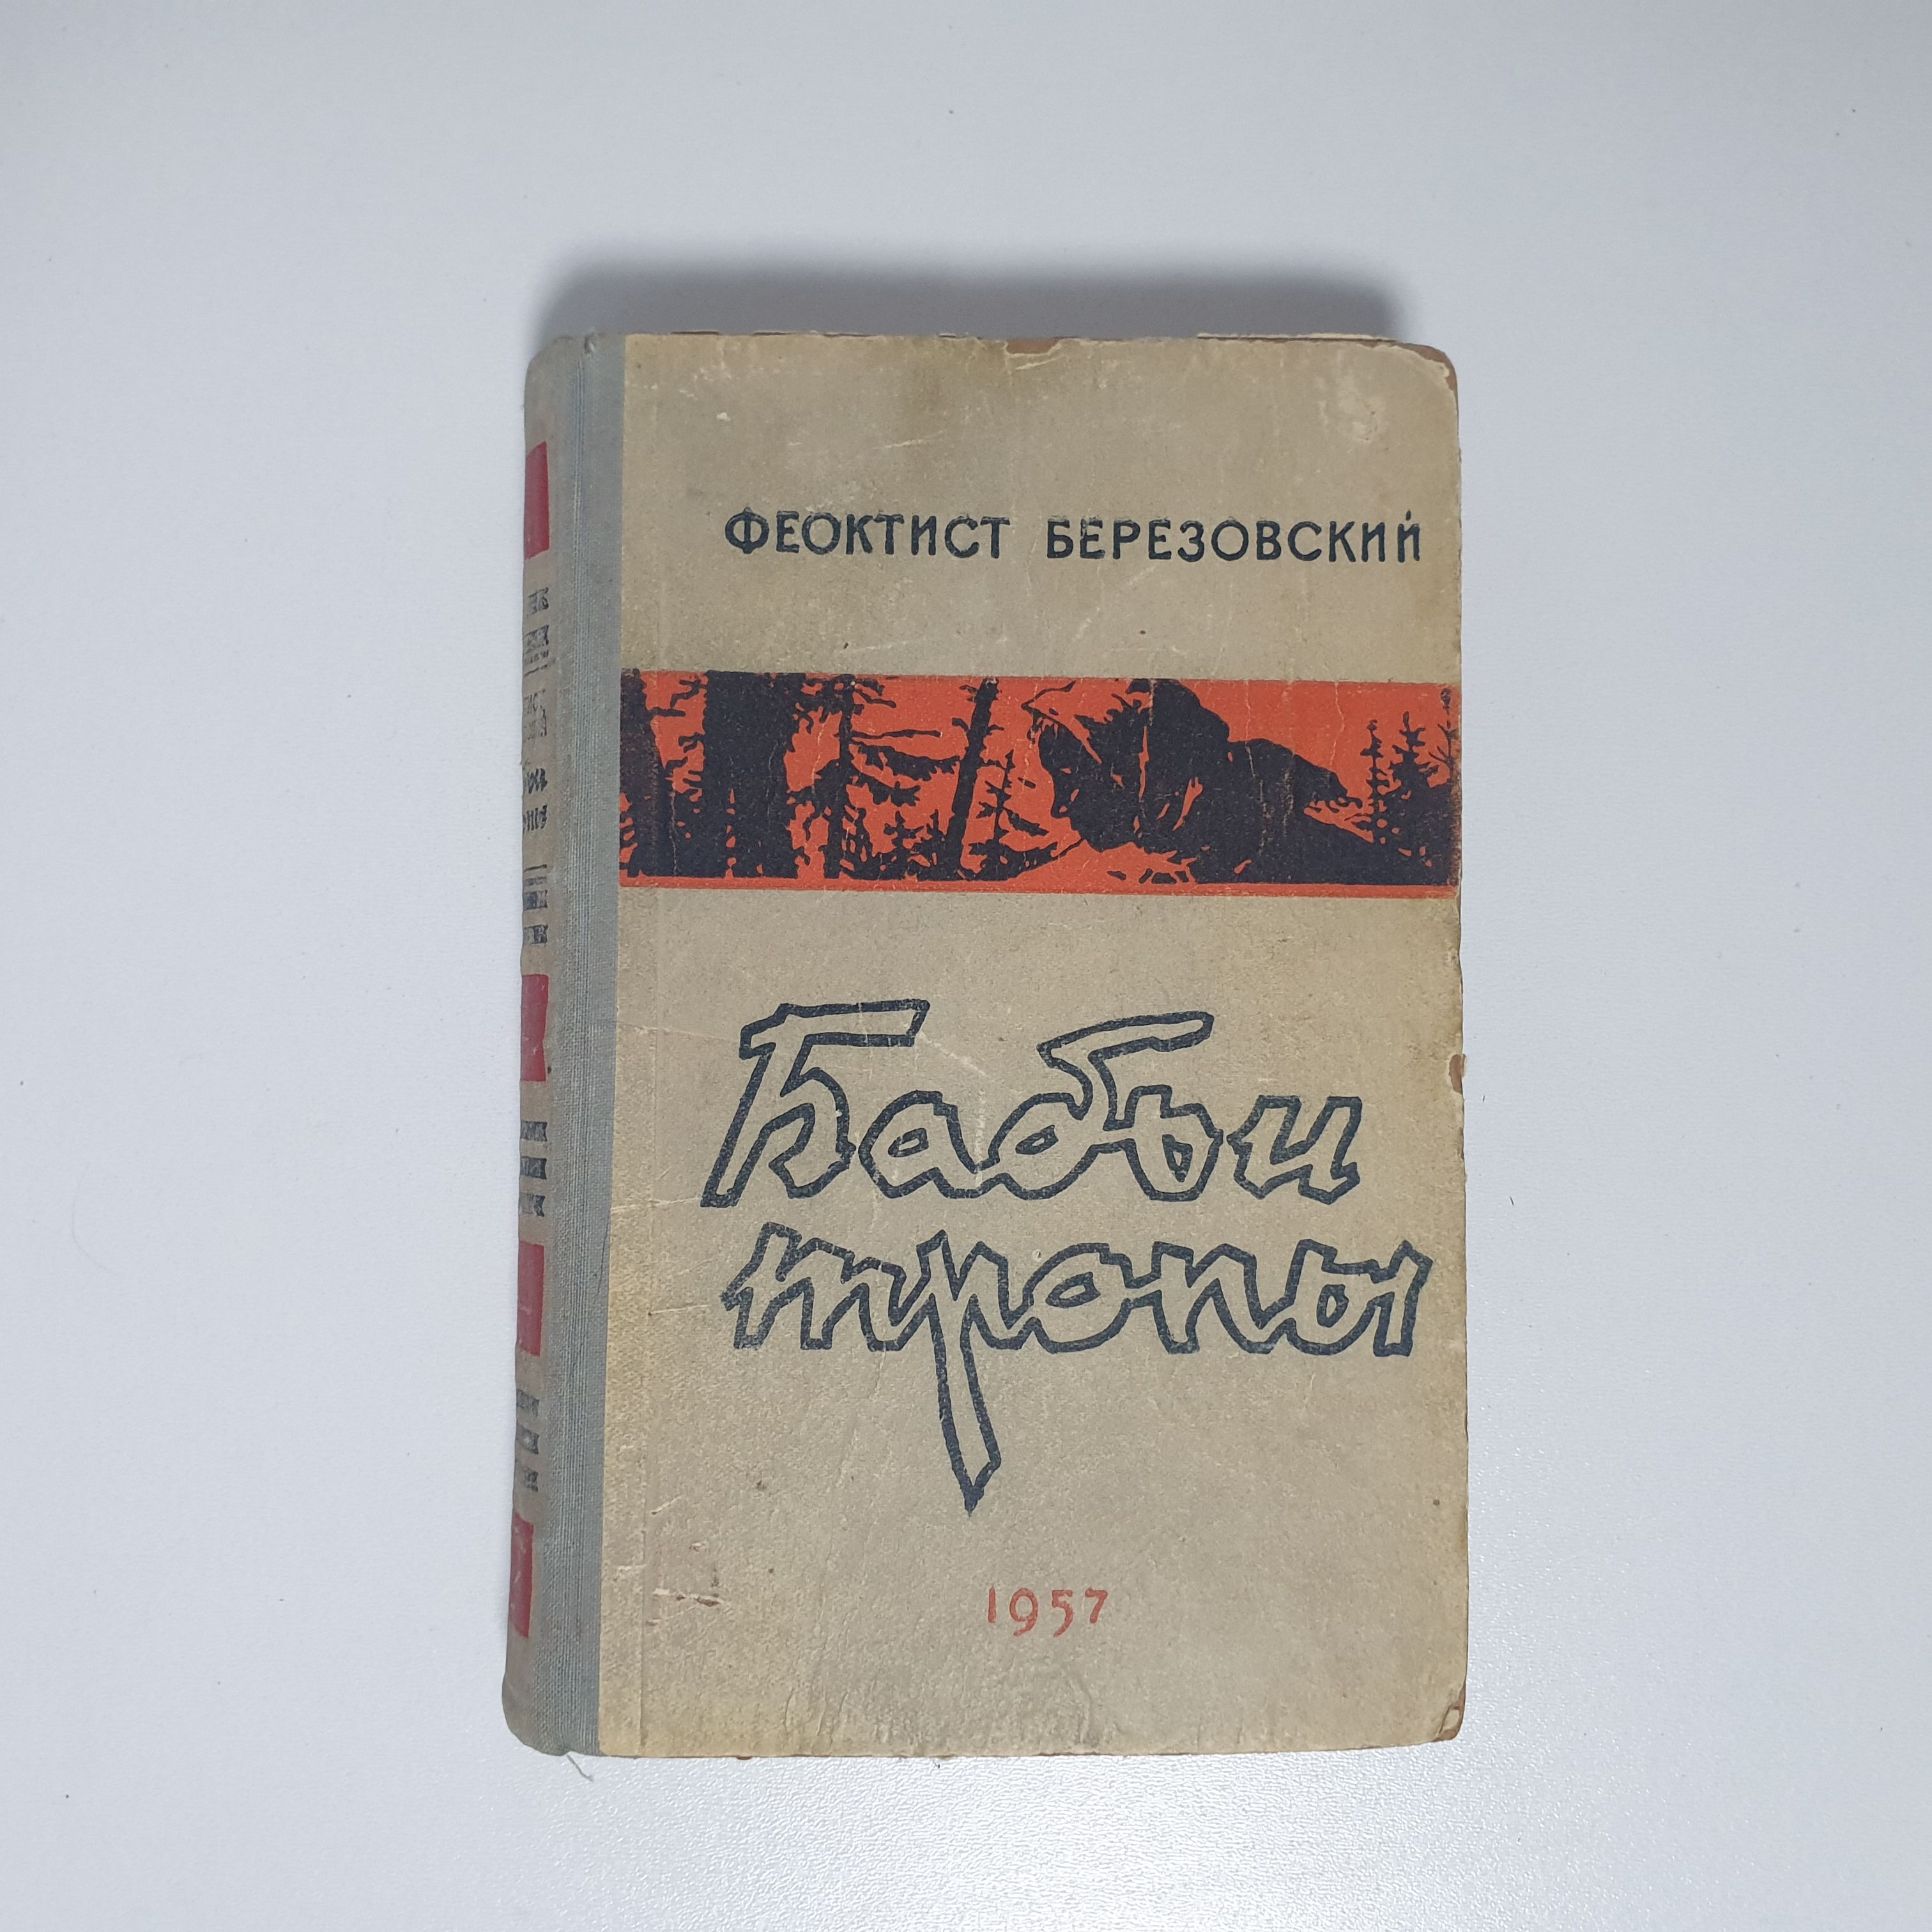 ФЕОКТИСТ БЕРЕЗОВСКИЙ
Бабьи
тропы
1957